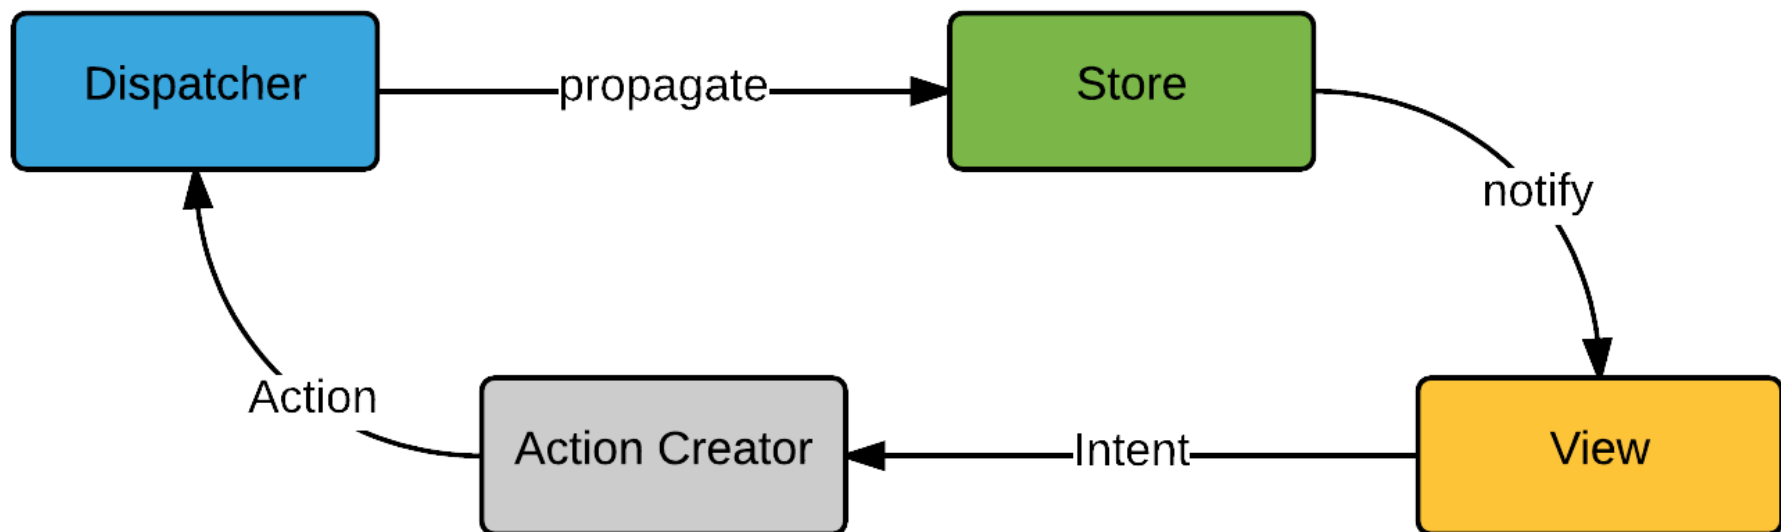 Dispatcher
propagate
Store
notify
Action
Action Creator
Intent
View